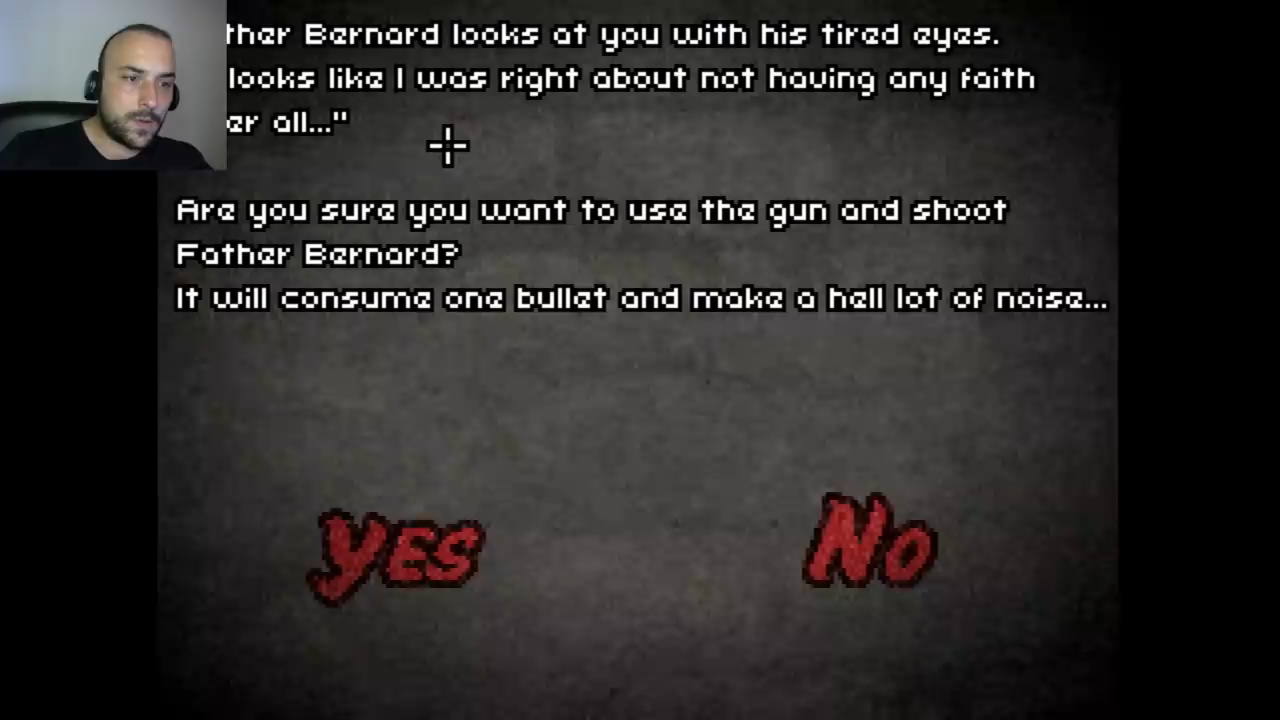 ther Bernard looks at you with his tired eyes.
looks like I was right about not having any faith
er all..."
Are you sure you want to use the gun and shoot
Father Bernard?
It will consume one bullet and make a hell lot of noise...
Yes
No